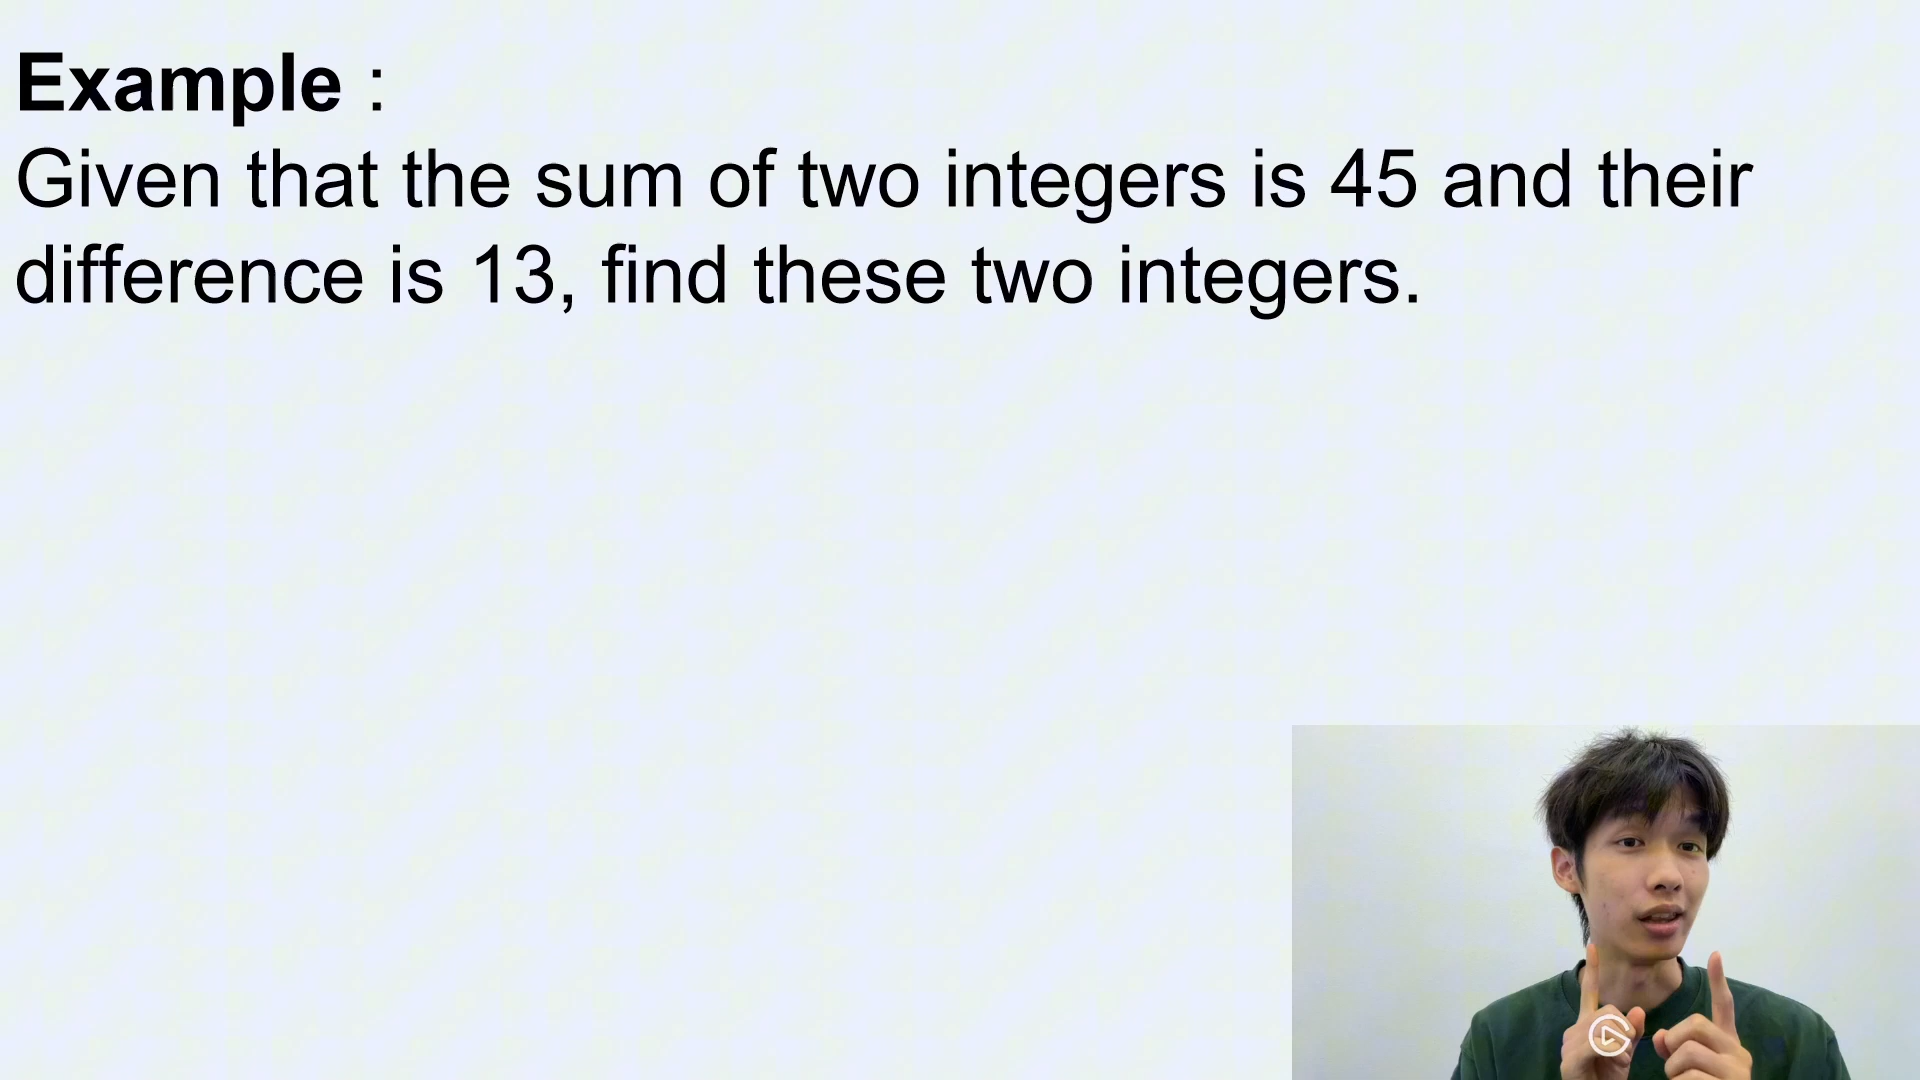 Example :
Given that the sum of two integers is 45 and their
difference is 13, find these two integers.